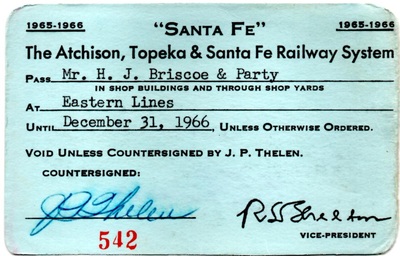 1965-1966 "SANTA FE" 1965-1966
The Atchison, Topeka & Santa Fe Railway System
PASS Mr. H. J. Briscoe & Party
IN SHOP BUILDINGS AND THROUGH SHOP YARDS
AT Eastern Lines
UNTIL December 31, 1966, UNLESS OTHERWISE ORDERED.
VOID UNLESS COUNTERSIGNED BY J. P. THELEN.
COUNTERSIGNED:
J P Thelen
542
VICE-PRESIDENT